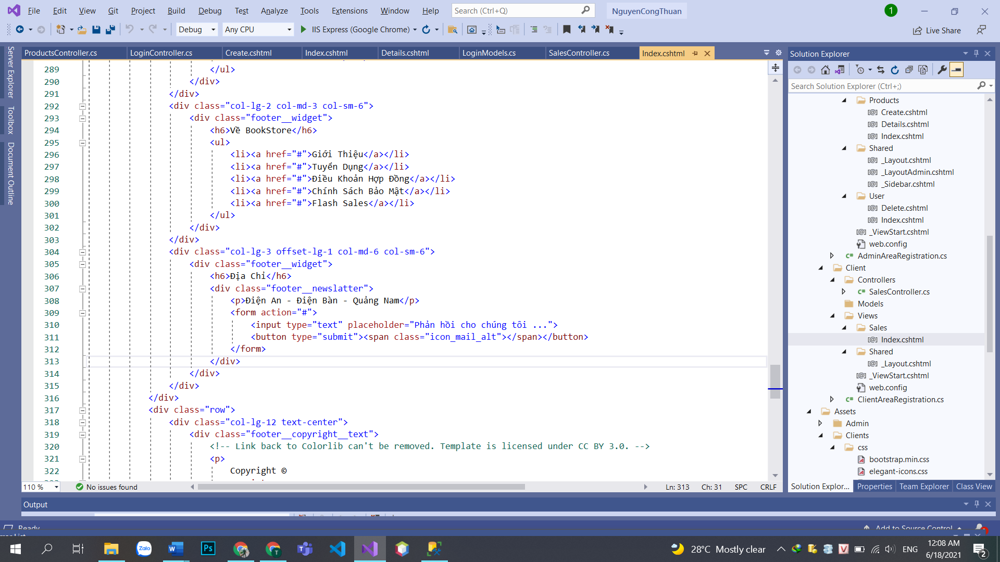 File Edit View Git Project Build Debug Test Analyze Tools Extensions Window Help Search (Ctrl+Q) NguyenCongThuan 1
Debug Any CPU IIS Express (Google Chrome) Live Share
Server Explorer
Toolbox
Document Outline
ProductsController.cs LoginController.cs Create.cshtml Index.cshtml Details.cshtml LoginModels.cs SalesController.cs Index.cshtml
289 </ul>
290 </div>
291 </div>
292 <div class="col-lg-2 col-md-3 col-sm-6">
293 <div class="footer__widget">
294 <h6>Về BookStore</h6>
295 <ul>
296 <li><a href="#">Giới Thiệu</a></li>
297 <li><a href="#">Tuyển Dụng</a></li>
298 <li><a href="#">Điều Khoản Hợp Đồng</a></li>
299 <li><a href="#">Chính Sách Bảo Mật</a></li>
300 <li><a href="#">Flash Sales</a></li>
301 </ul>
302 </div>
303 </div>
304 <div class="col-lg-3 offset-lg-1 col-md-6 col-sm-6">
305 <div class="footer__widget">
306 <h6>Địa Chỉ</h6>
307 <div class="footer__newslatter">
308 <p>Điện An - Điện Bàn - Quảng Nam</p>
309 <form action="#">
310 <input type="text" placeholder="Phản hồi cho chúng tôi ...">
311 <button type="submit"><span class="icon_mail_alt"></span></button>
312 </form>
313 </div>
314 </div>
315 </div>
316 </div>
317 <div class="row">
318 <div class="col-lg-12 text-center">
319 <div class="footer__copyright__text">
320 <!-- Link back to Colorlib can't be removed. Template is licensed under CC BY 3.0. -->
321 <p>
322 Copyright ©
110 % No issues found Ln: 313 Ch: 31 SPC CRLF
Solution Explorer
Search Solution Explorer (Ctrl+;)
Products
Create.cshtml
Details.cshtml
Index.cshtml
Shared
_Layout.cshtml
_LayoutAdmin.cshtml
_Sidebar.cshtml
User
Delete.cshtml
Index.cshtml
_ViewStart.cshtml
web.config
C# AdminAreaRegistration.cs
Client
Controllers
C# SalesController.cs
Models
Views
Sales
Index.cshtml
Shared
_Layout.cshtml
_ViewStart.cshtml
web.config
C# ClientAreaRegistration.cs
Assets
Admin
Clients
css
bootstrap.min.css
elegant-icons.css
Solution Explor... Properties Team Explorer Class View
Output
Ready Add to Source Control
Zalo Ps 28°C Mostly clear ENG 12:08 AM
6/18/2021 2